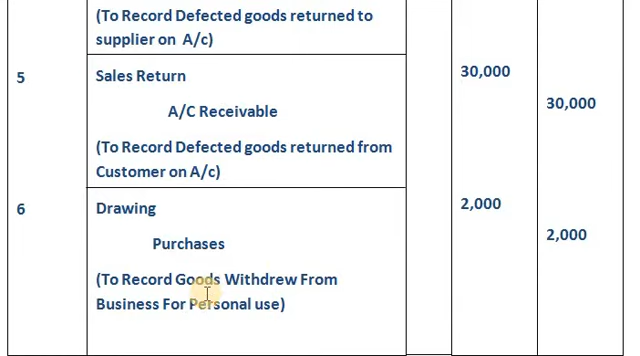 (To Record Defected goods returned to
supplier on A/c)
5 Sales Return 30,000
A/C Receivable 30,000
(To Record Defected goods returned from
Customer on A/c)
6 Drawing 2,000
Purchases 2,000
(To Record Goods Withdrew From
Business For Personal use)